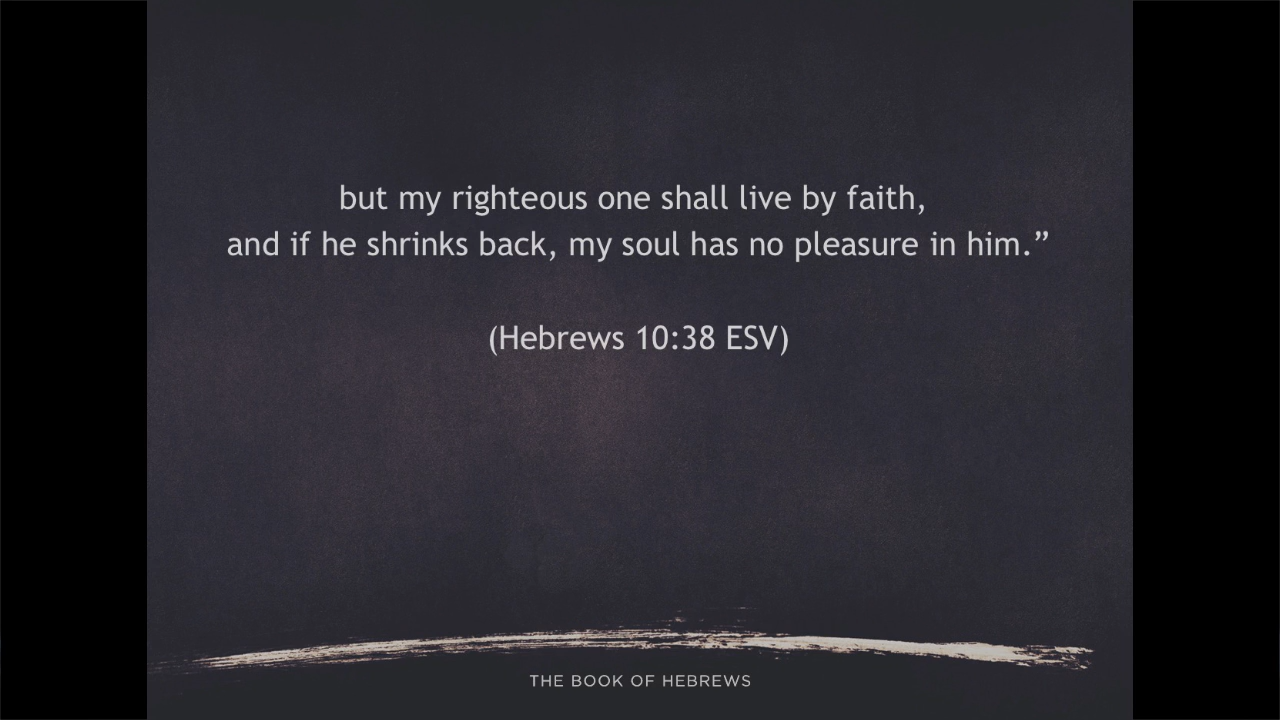 but my righteous one shall live by faith,
and if he shrinks back, my soul has no pleasure in him.”
(Hebrews 10:38 ESV)
THE BOOK OF HEBREWS